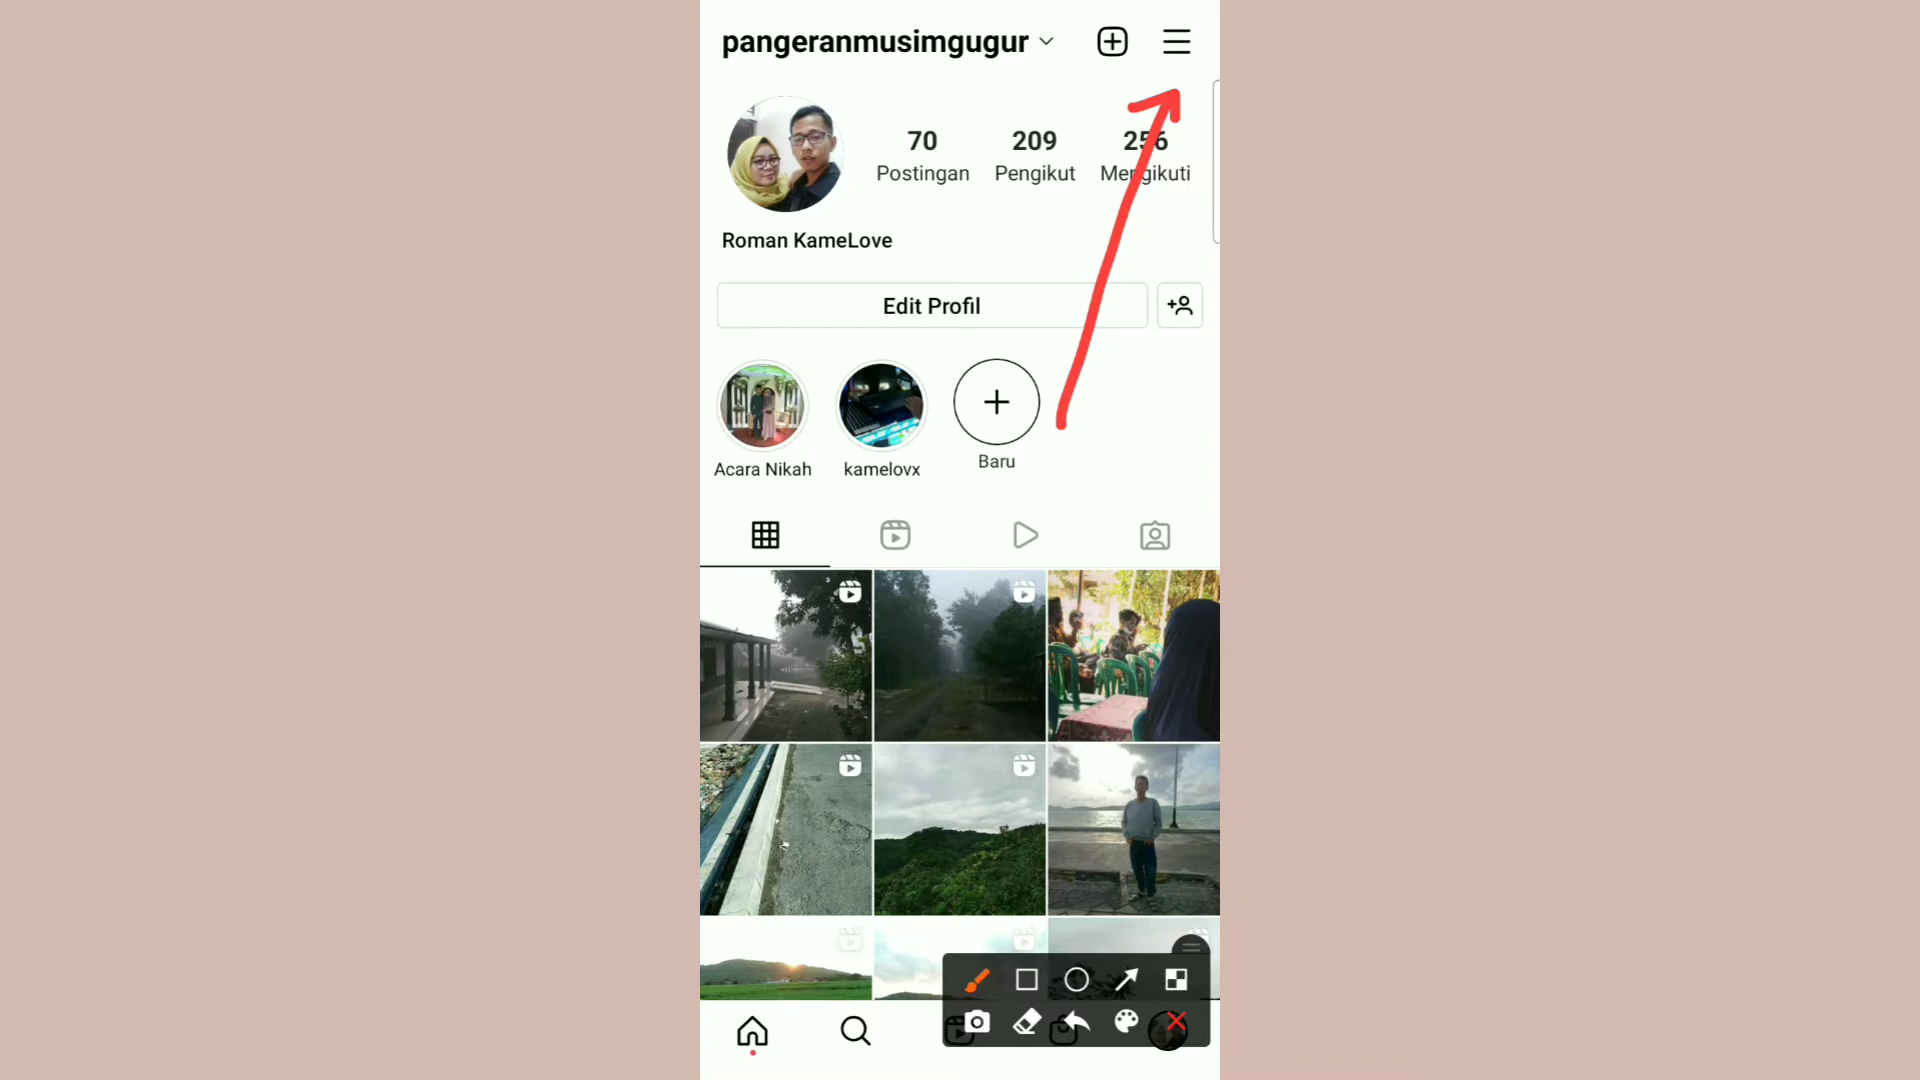 pangeranmusimgugur
70 209 256
Postingan Pengikut Mengikuti
Roman KameLove
Edit Profil
Acara Nikah kamelovx Baru